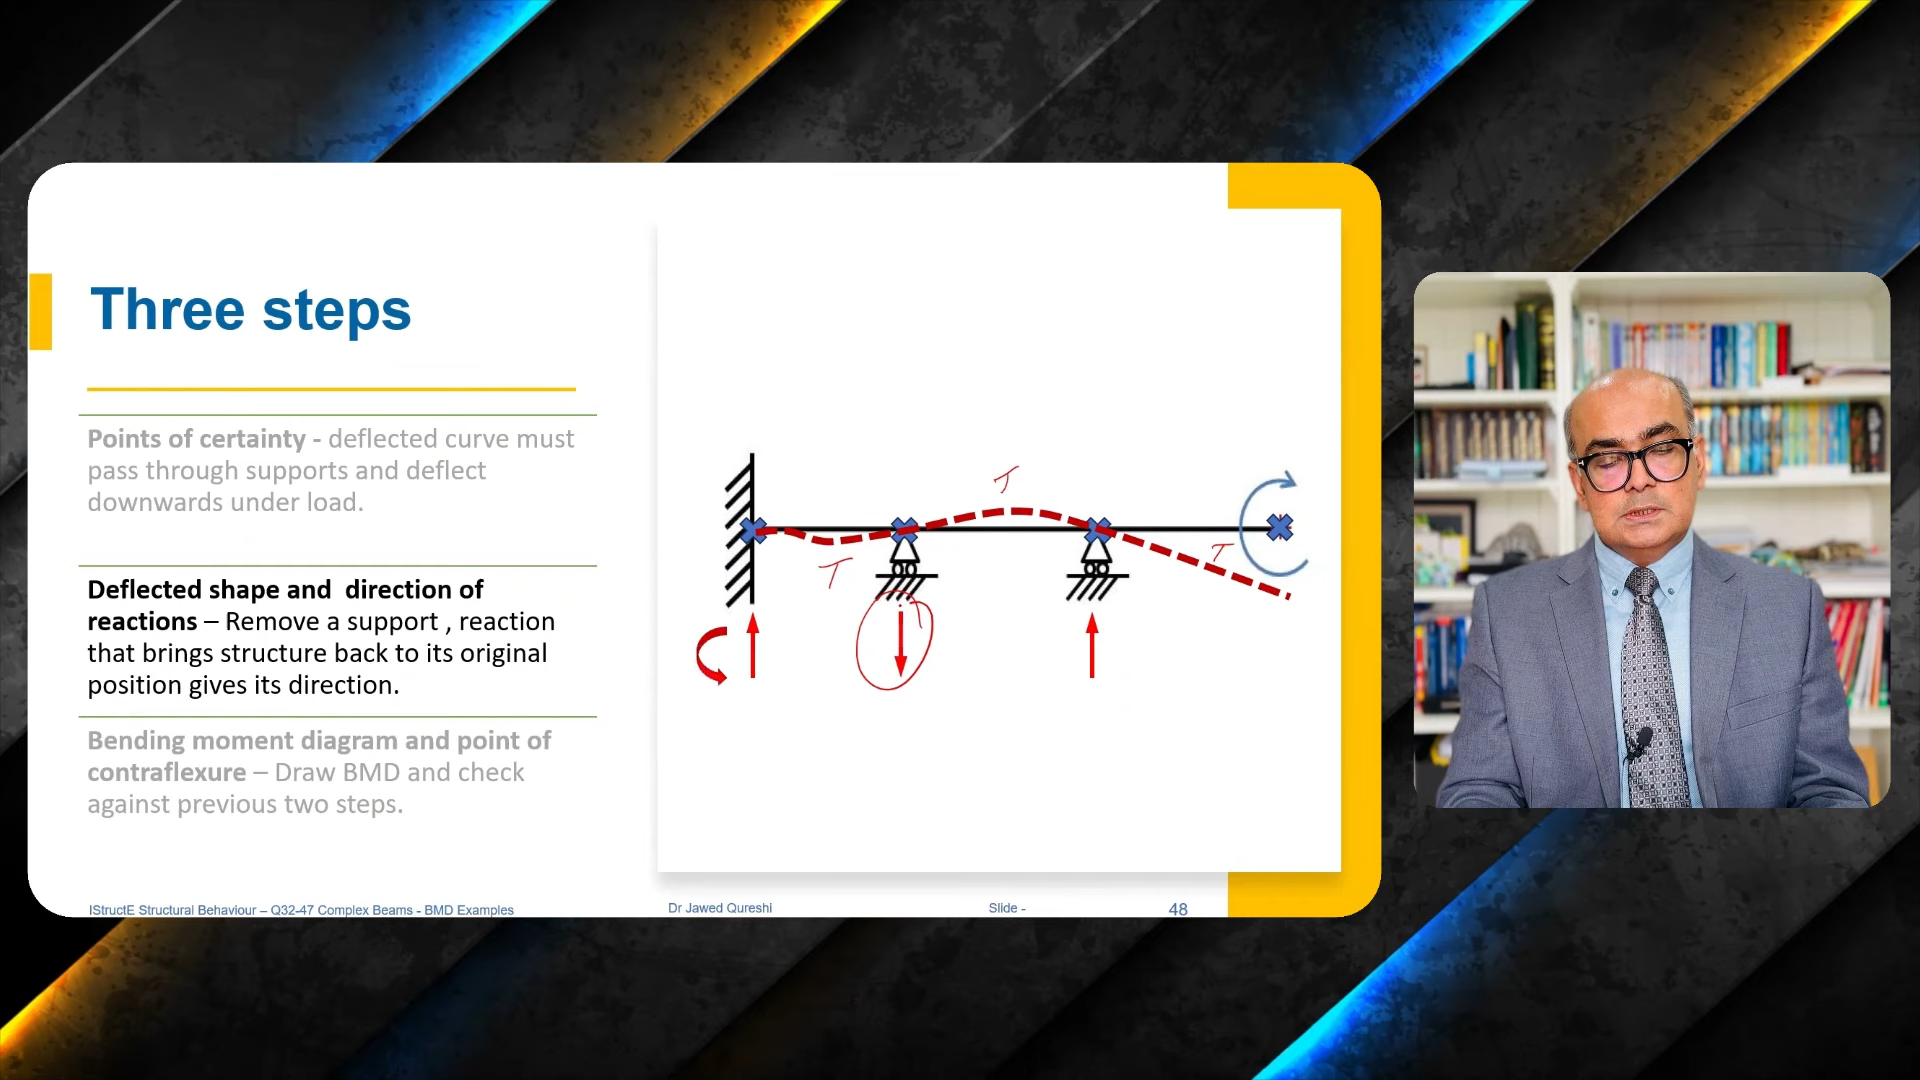 Three steps
Points of certainty - deflected curve must
pass through supports and deflect
downwards under load.
Deflected shape and  direction of
reactions – Remove a support , reaction
that brings structure back to its original
position gives its direction.
Bending moment diagram and point of
contraflexure – Draw BMD and check
against previous two steps.
T
T
T
IStructE Structural Behaviour – Q32-47 Complex Beams - BMD Examples
Dr Jawed Qureshi
Slide -
48